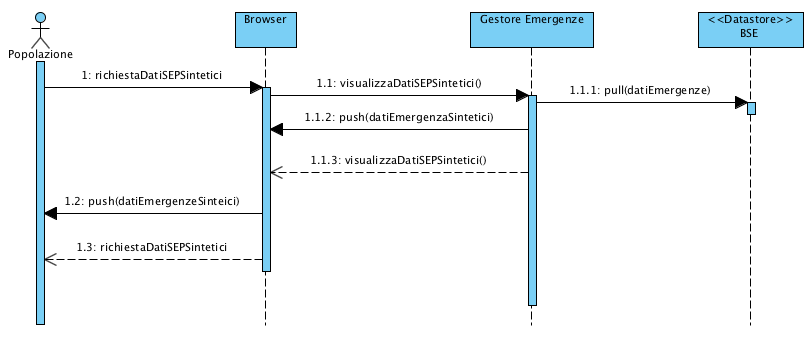 Popolazione
Browser
Gestore Emergenze
<<Datastore>>
BSE
1: richiestaDatiSEPSintetici
1.1: visualizzaDatiSEPSintetici()
1.1.1: pull(datiEmergenze)
1.1.2: push(datiEmergenzaSintetici)
1.1.3: visualizzaDatiSEPSintetici()
1.2: push(datiEmergenzeSinteici)
1.3: richiestaDatiSEPSintetici